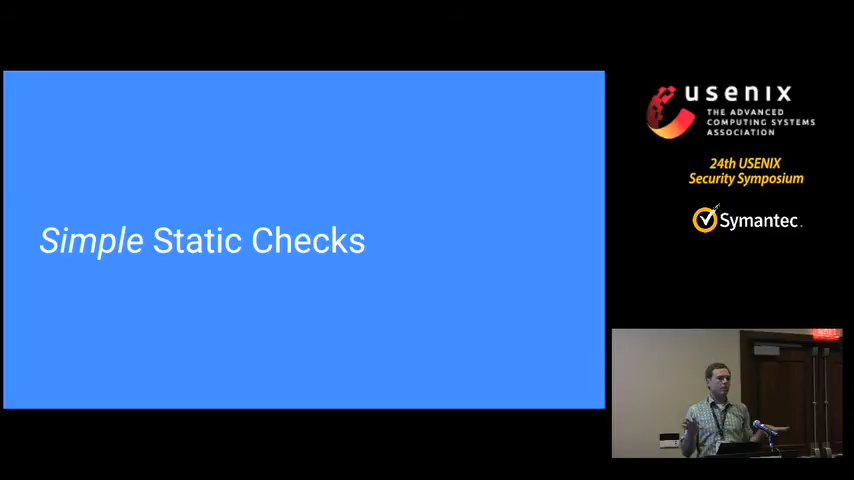 Simple Static Checks
usenix
THE ADVANCED
COMPUTING SYSTEMS
ASSOCIATION
24th USENIX
Security Symposium
Symantec.